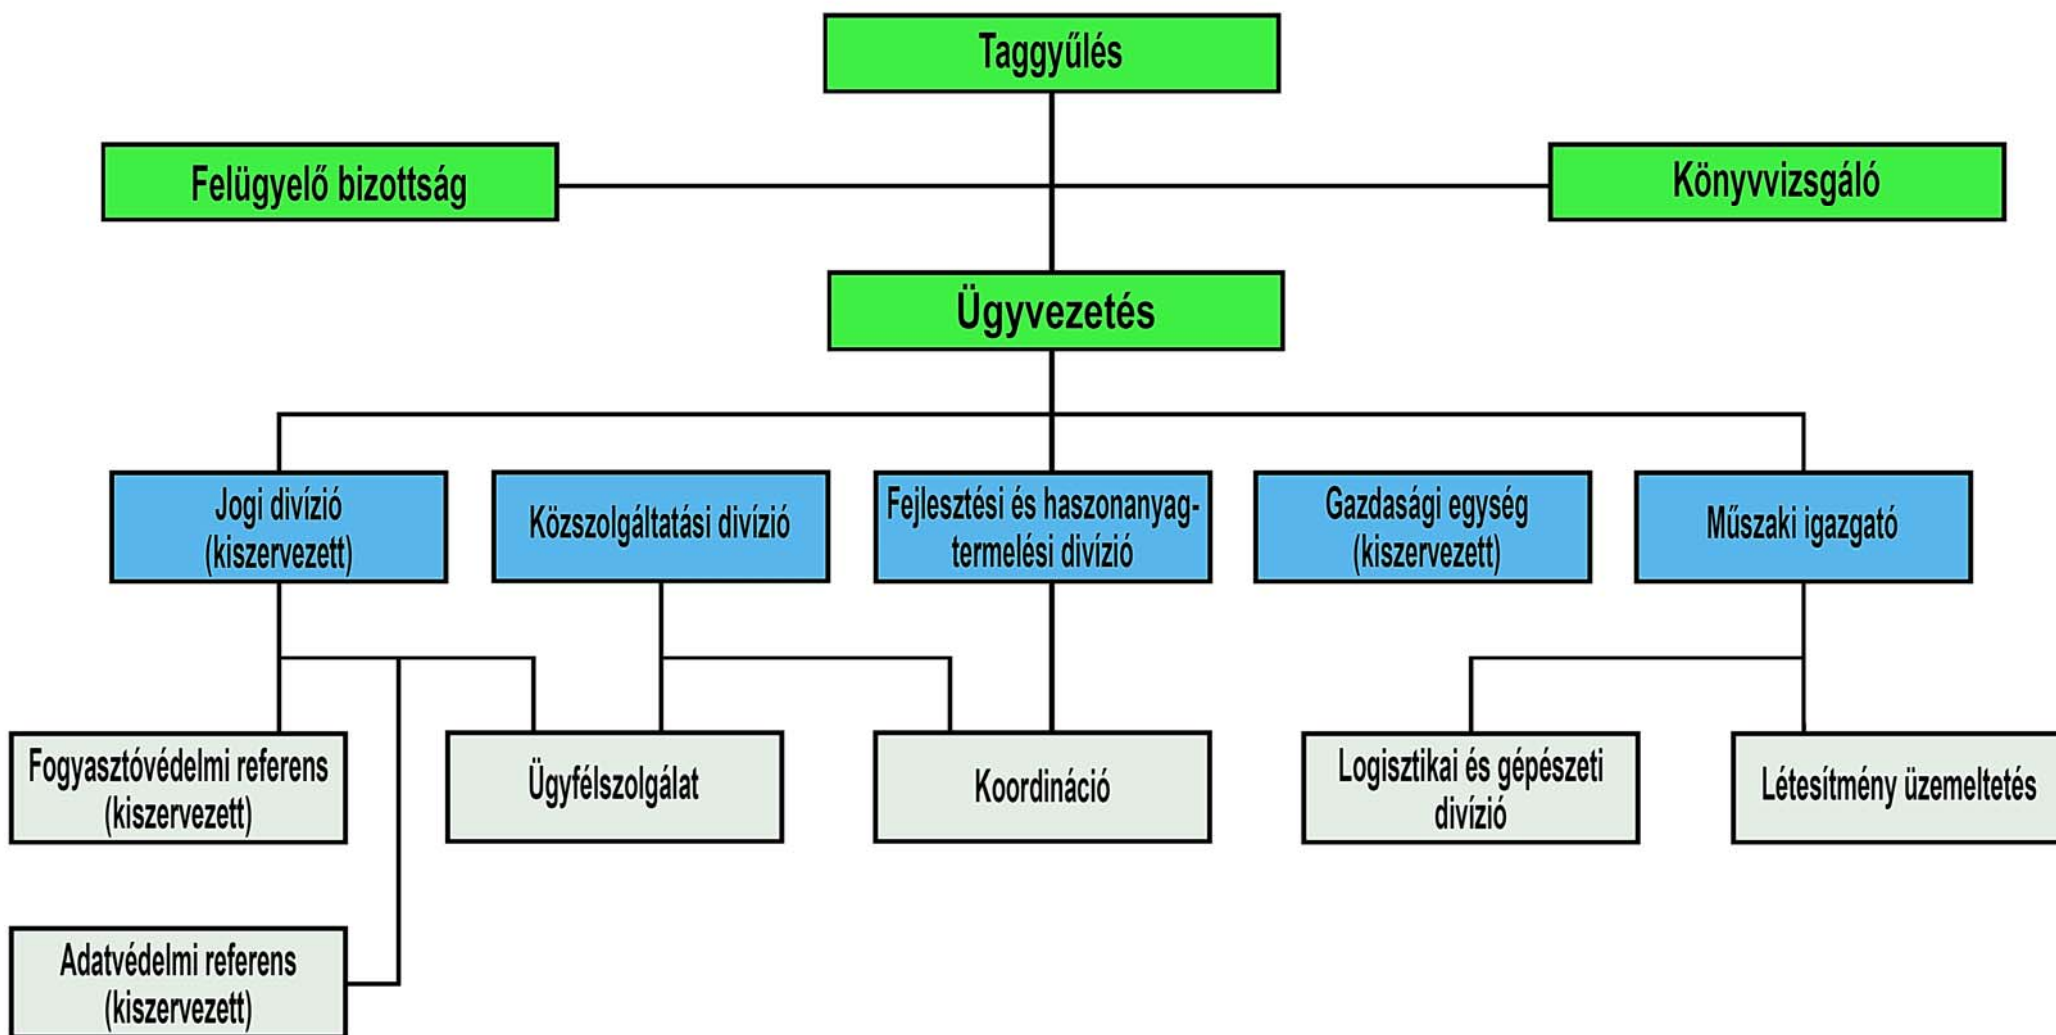 Taggyűlés
Felügyelő bizottság
Könyvvizsgáló
Ügyvezetés
Jogi divízió
(kiszervezett)
Közszolgáltatási divízió
Fejlesztési és haszonanyag-
termelési divízió
Gazdasági egység
(kiszervezett)
Műszaki igazgató
Fogyasztóvédelmi referens
(kiszervezett)
Ügyfélszolgálat
Koordináció
Logisztikai és gépészeti
divízió
Létesítmény üzemeltetés
Adatvédelmi referens
(kiszervezett)